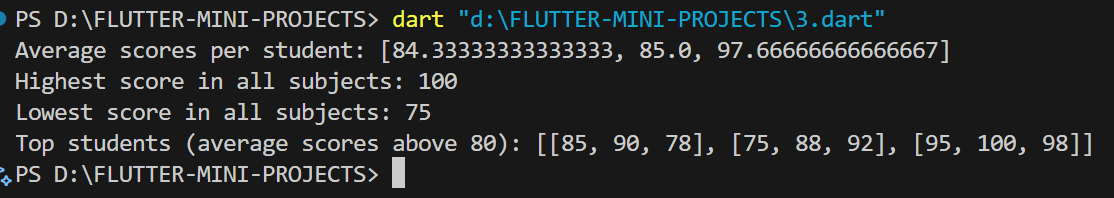 PS D:\FLUTTER-MINI-PROJECTS> dart "d:\FLUTTER-MINI-PROJECTS\3.dart"
Average scores per student: [84.33333333333333, 85.0, 97.66666666666667]
Highest score in all subjects: 100
Lowest score in all subjects: 75
Top students (average scores above 80): [[85, 90, 78], [75, 88, 92], [95, 100, 98]]
PS D:\FLUTTER-MINI-PROJECTS>